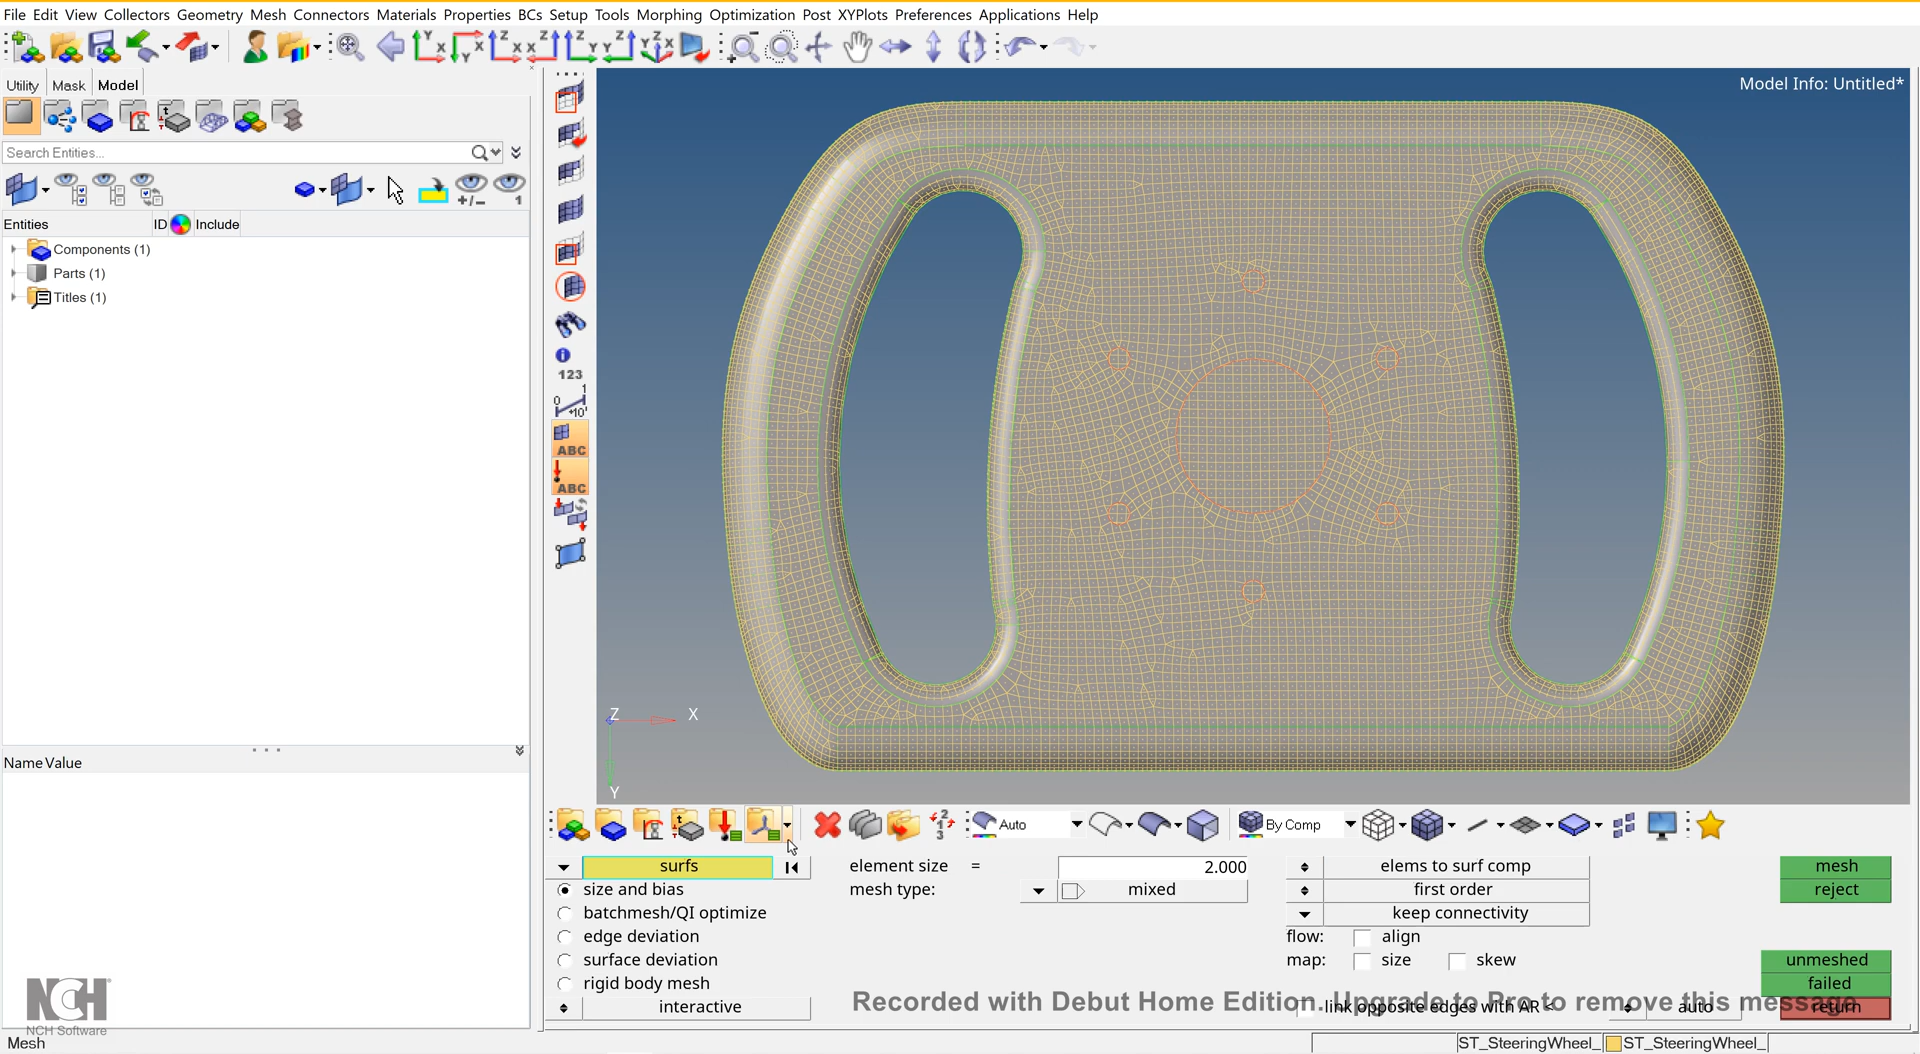 File Edit View Collectors Geometry Mesh Connectors Materials Properties BCs Setup Tools Morphing Optimization Post XYPlots Preferences Applications Help
Utility Mask Model
Model Info: Untitled*
Search Entities...
Entities ID Include
Components (1)
Parts (1)
Titles (1)
Name Value
123
0 1 +10'
ABC
ABC
Z X
Y
Auto By Comp
surfs
size and bias
batchmesh/QI optimize
edge deviation
surface deviation
rigid body mesh
interactive
element size = 2.000
mesh type: mixed
elems to surf comp
first order
keep connectivity
flow: align
map: size skew
link opposite edges with AR < auto
mesh
reject
unmeshed
failed
return
Recorded with Debut Home Edition. Upgrade to Pro to remove this message
NCH
NCH Software
Mesh
ST_SteeringWheel_ ST_SteeringWheel_